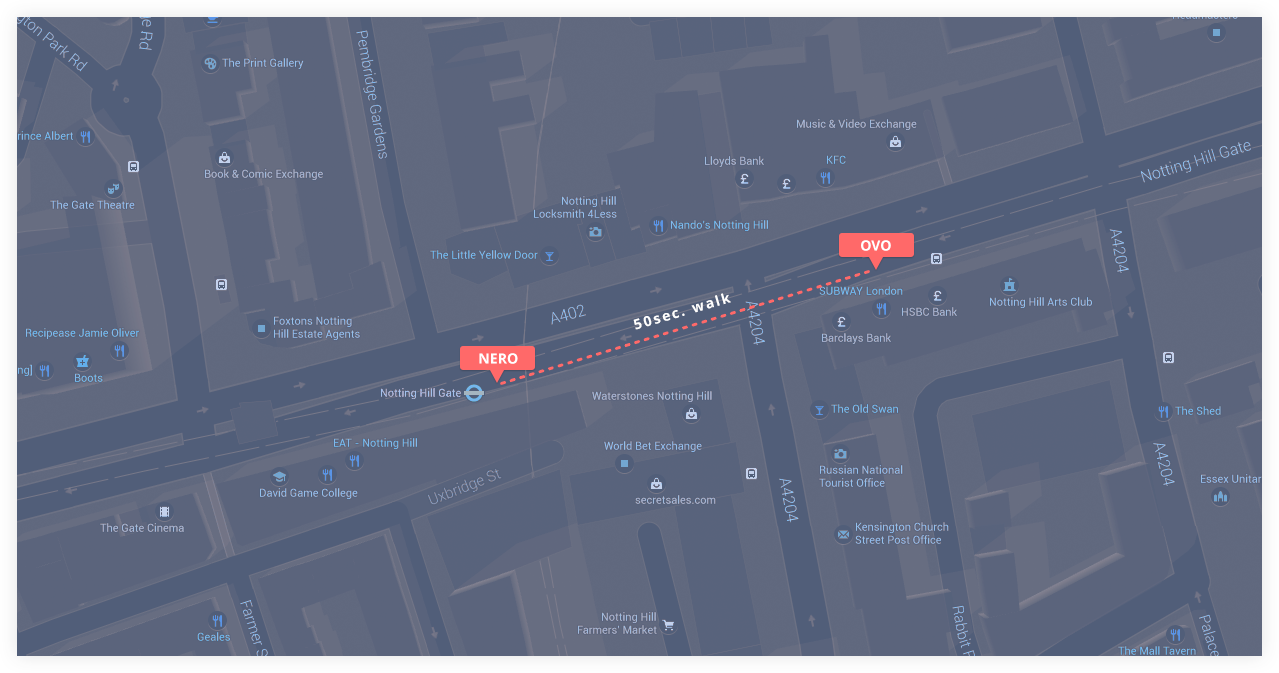 Headmasters
gton Park Rd
ge Rd
Pembridge Gardens
The Print Gallery
Music & Video Exchange
rince Albert
Lloyds Bank
KFC
Notting Hill Gate
Book & Comic Exchange
The Gate Theatre
Notting Hill
Locksmith 4Less
Nando's Notting Hill
OVO
A4204
The Little Yellow Door
SUBWAY London
Notting Hill Arts Club
HSBC Bank
50sec. walk
A402
A4204
Barclays Bank
Foxtons Notting
Hill Estate Agents
Recipease Jamie Oliver
NERO
ng]
Boots
Notting Hill Gate
Waterstones Notting Hill
The Old Swan
The Shed
EAT - Notting Hill
World Bet Exchange
A4204
Russian National
Tourist Office
Essex Unitar
David Game College
Uxbridge St
secretsales.com
A4204
The Gate Cinema
Kensington Church
Street Post Office
Notting Hill
Farmers' Market
Geales
Farmer S
Rabbit R
Palace
The Mall Tavern